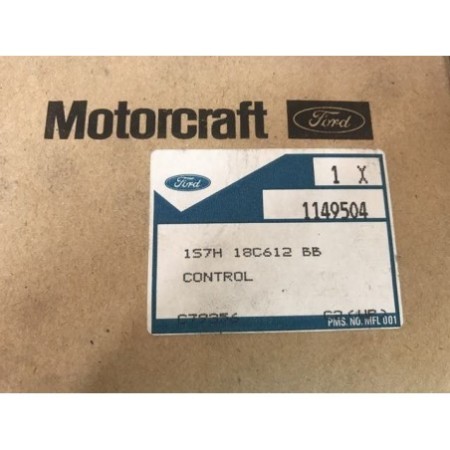 Motorcraft Ford
Ford
1 X
1149504
1S7H 18C612 BB
CONTROL
PMS. NO. MFL 001